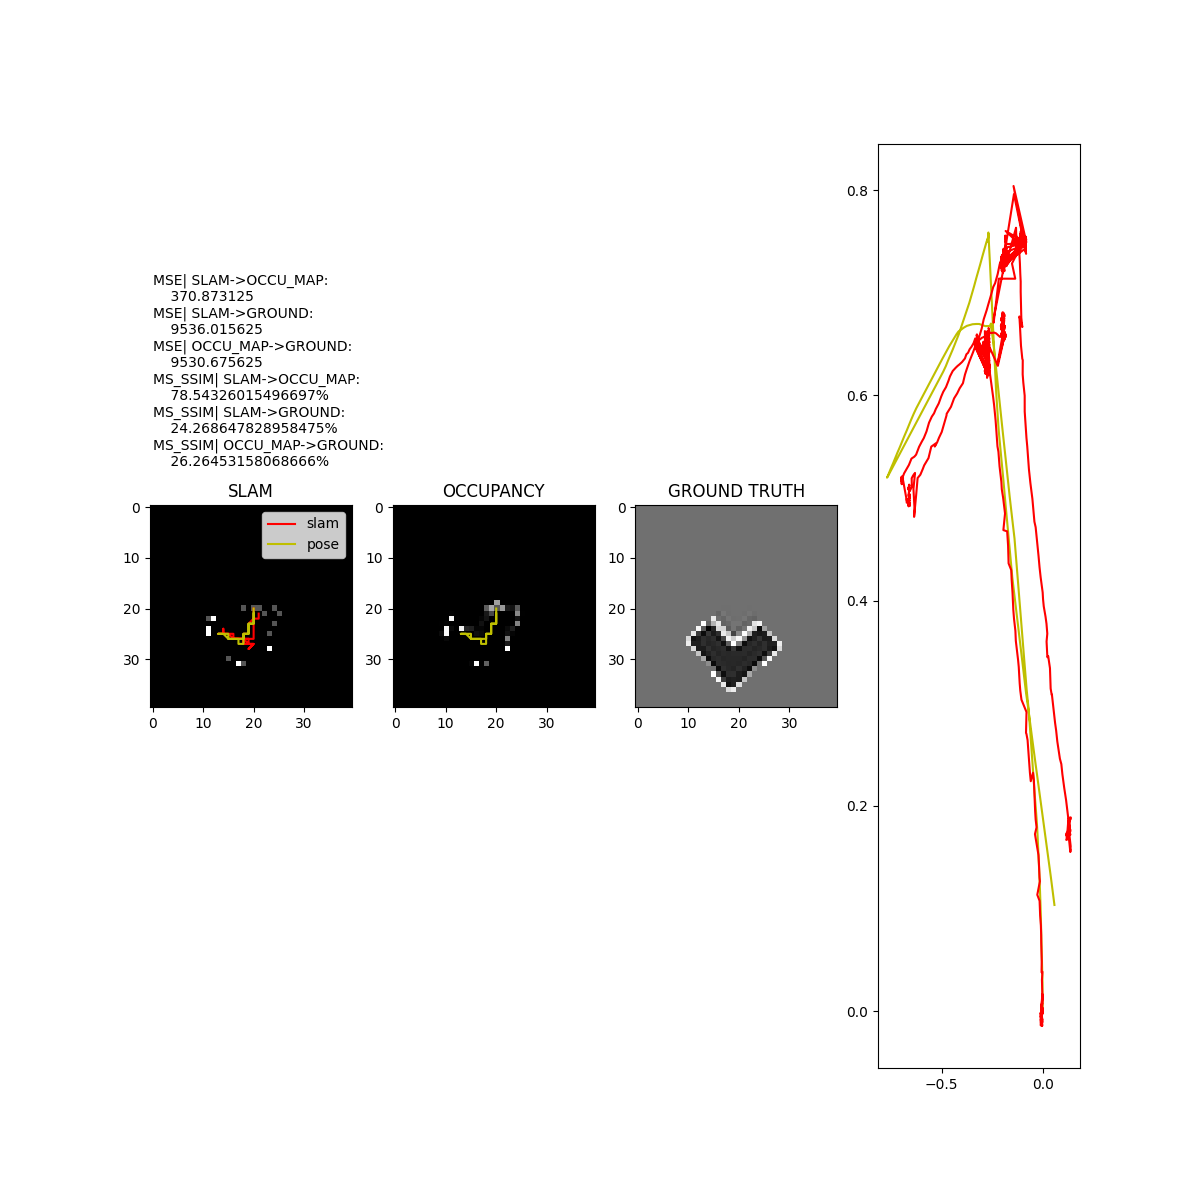 MSE| SLAM->OCCU_MAP:
370.873125
MSE| SLAM->GROUND:
9536.015625
MSE| OCCU_MAP->GROUND:
9530.675625
MS_SSIM| SLAM->OCCU_MAP:
78.54326015496697%
MS_SSIM| SLAM->GROUND:
24.268647828958475%
MS_SSIM| OCCU_MAP->GROUND:
26.26453158068666%
SLAM
0
10
20
30
0 10 20 30
slam
pose
OCCUPANCY
0
10
20
30
0 10 20 30
GROUND TRUTH
0
10
20
30
0 10 20 30
0.8
0.6
0.4
0.2
0.0
−0.5 0.0